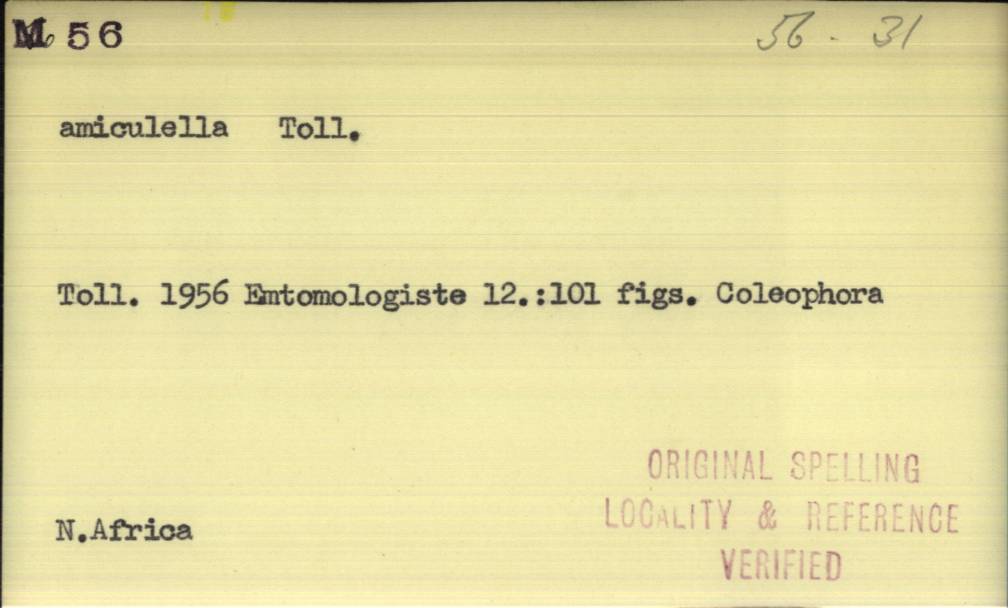 M 56 56 - 31
amiculella Toll.
Toll. 1956 Emtomologiste 12.:101 figs. Coleophora
N.Africa
ORIGINAL SPELLING
LOCALITY & REFERENCE
VERIFIED